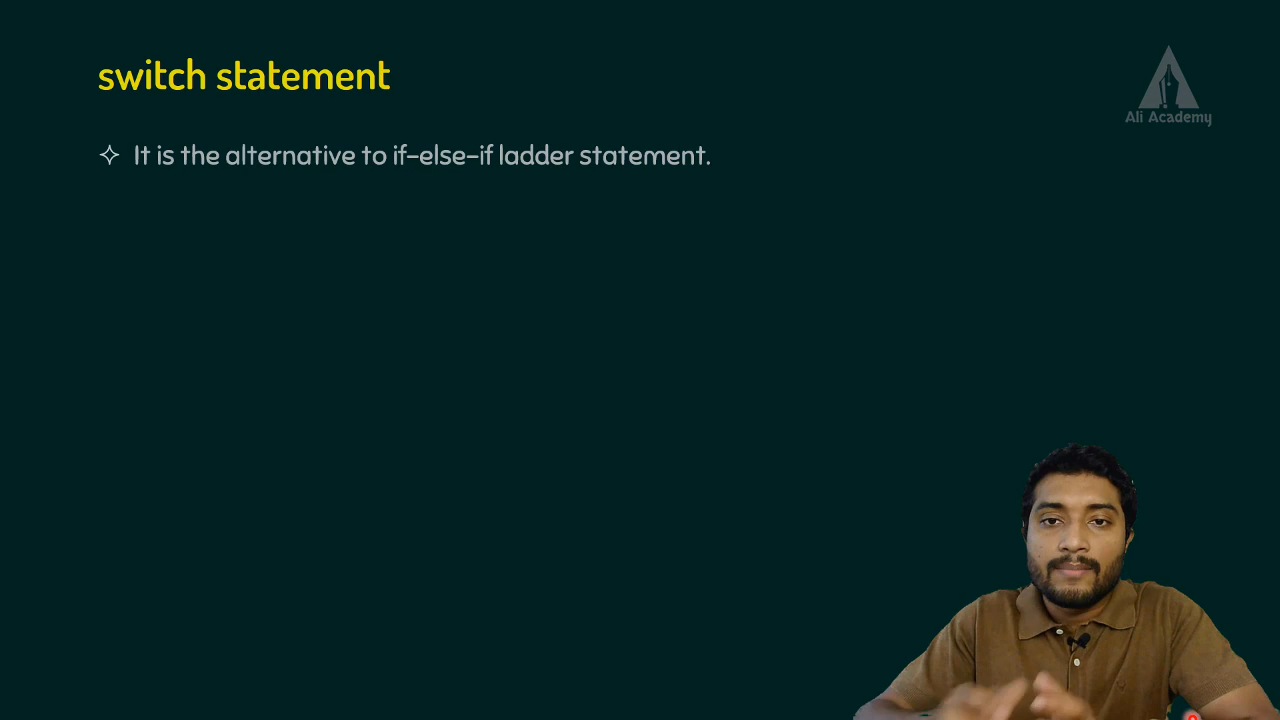 switch statement
Ali Academy
It is the alternative to if-else-if ladder statement.